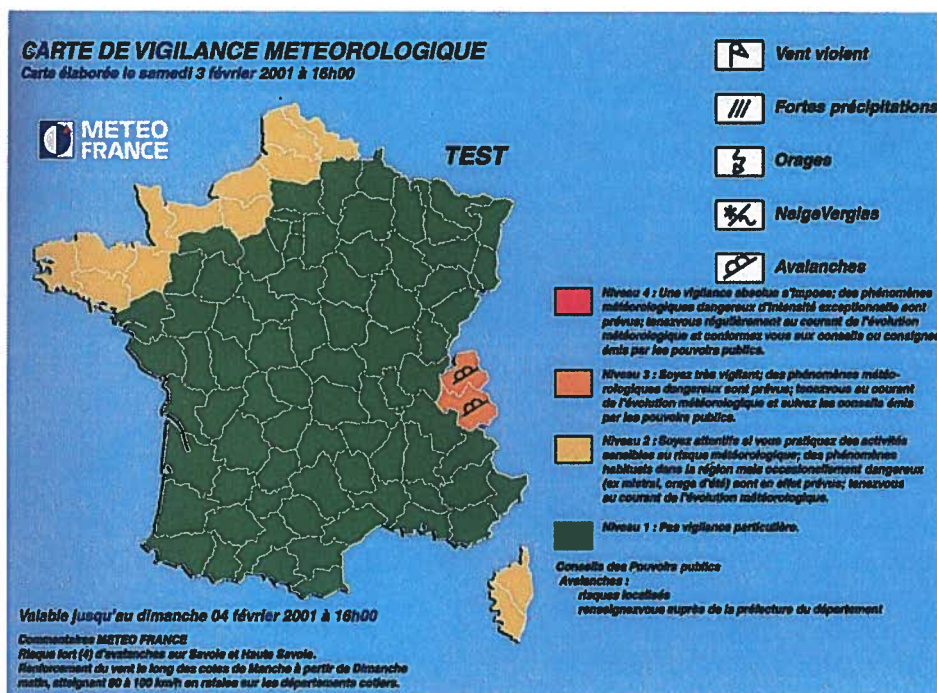 CARTE DE VIGILANCE METEOROLOGIQUE
Carte élaborée le samedi 3 février 2001 à 16h00
METEO
FRANCE
TEST
Vent violent
Fortes précipitations
Orages
NeigeVerglas
Avalanches
Niveau 4 : Une vigilance absolue s'impose; des phénomènes
météorologiques dangereux d'intensité exceptionnelle sont
prévus; tenezvous régulièrement au courant de l'évolution
météorologique et conformez vous aux conseils ou consignes
émis par les pouvoirs publics.
Niveau 3 : Soyez très vigilant; des phénomènes météo-
rologiques dangereux sont prévus; tenezvous au courant
de l'évolution météorologique et suivez les conseils émis
par les pouvoirs publics.
Niveau 2 : Soyez attentifs si vous pratiquez des activités
sensibles au risque météorologique; des phénomènes
habituels dans la région mais occasionellement dangereux
(ex mistral, orage d'été) sont en effet prévus; tenezvous
au courant de l'évolution météorologique.
Niveau 1 : Pas vigilance particulière.
Conseils des Pouvoirs publics
Avalanches :
risques localisés
renseignezvous auprès de la préfecture du département
Valable jusqu'au dimanche 04 février 2001 à 16h00
Commentaires METEO FRANCE
Risque fort (4) d'avalanches sur Savoie et Haute Savoie.
Renforcement du vent le long des cotes de Manche à partir de Dimanche
matin, atteignant 80 à 100 km/h en rafales sur les départements cotiers.